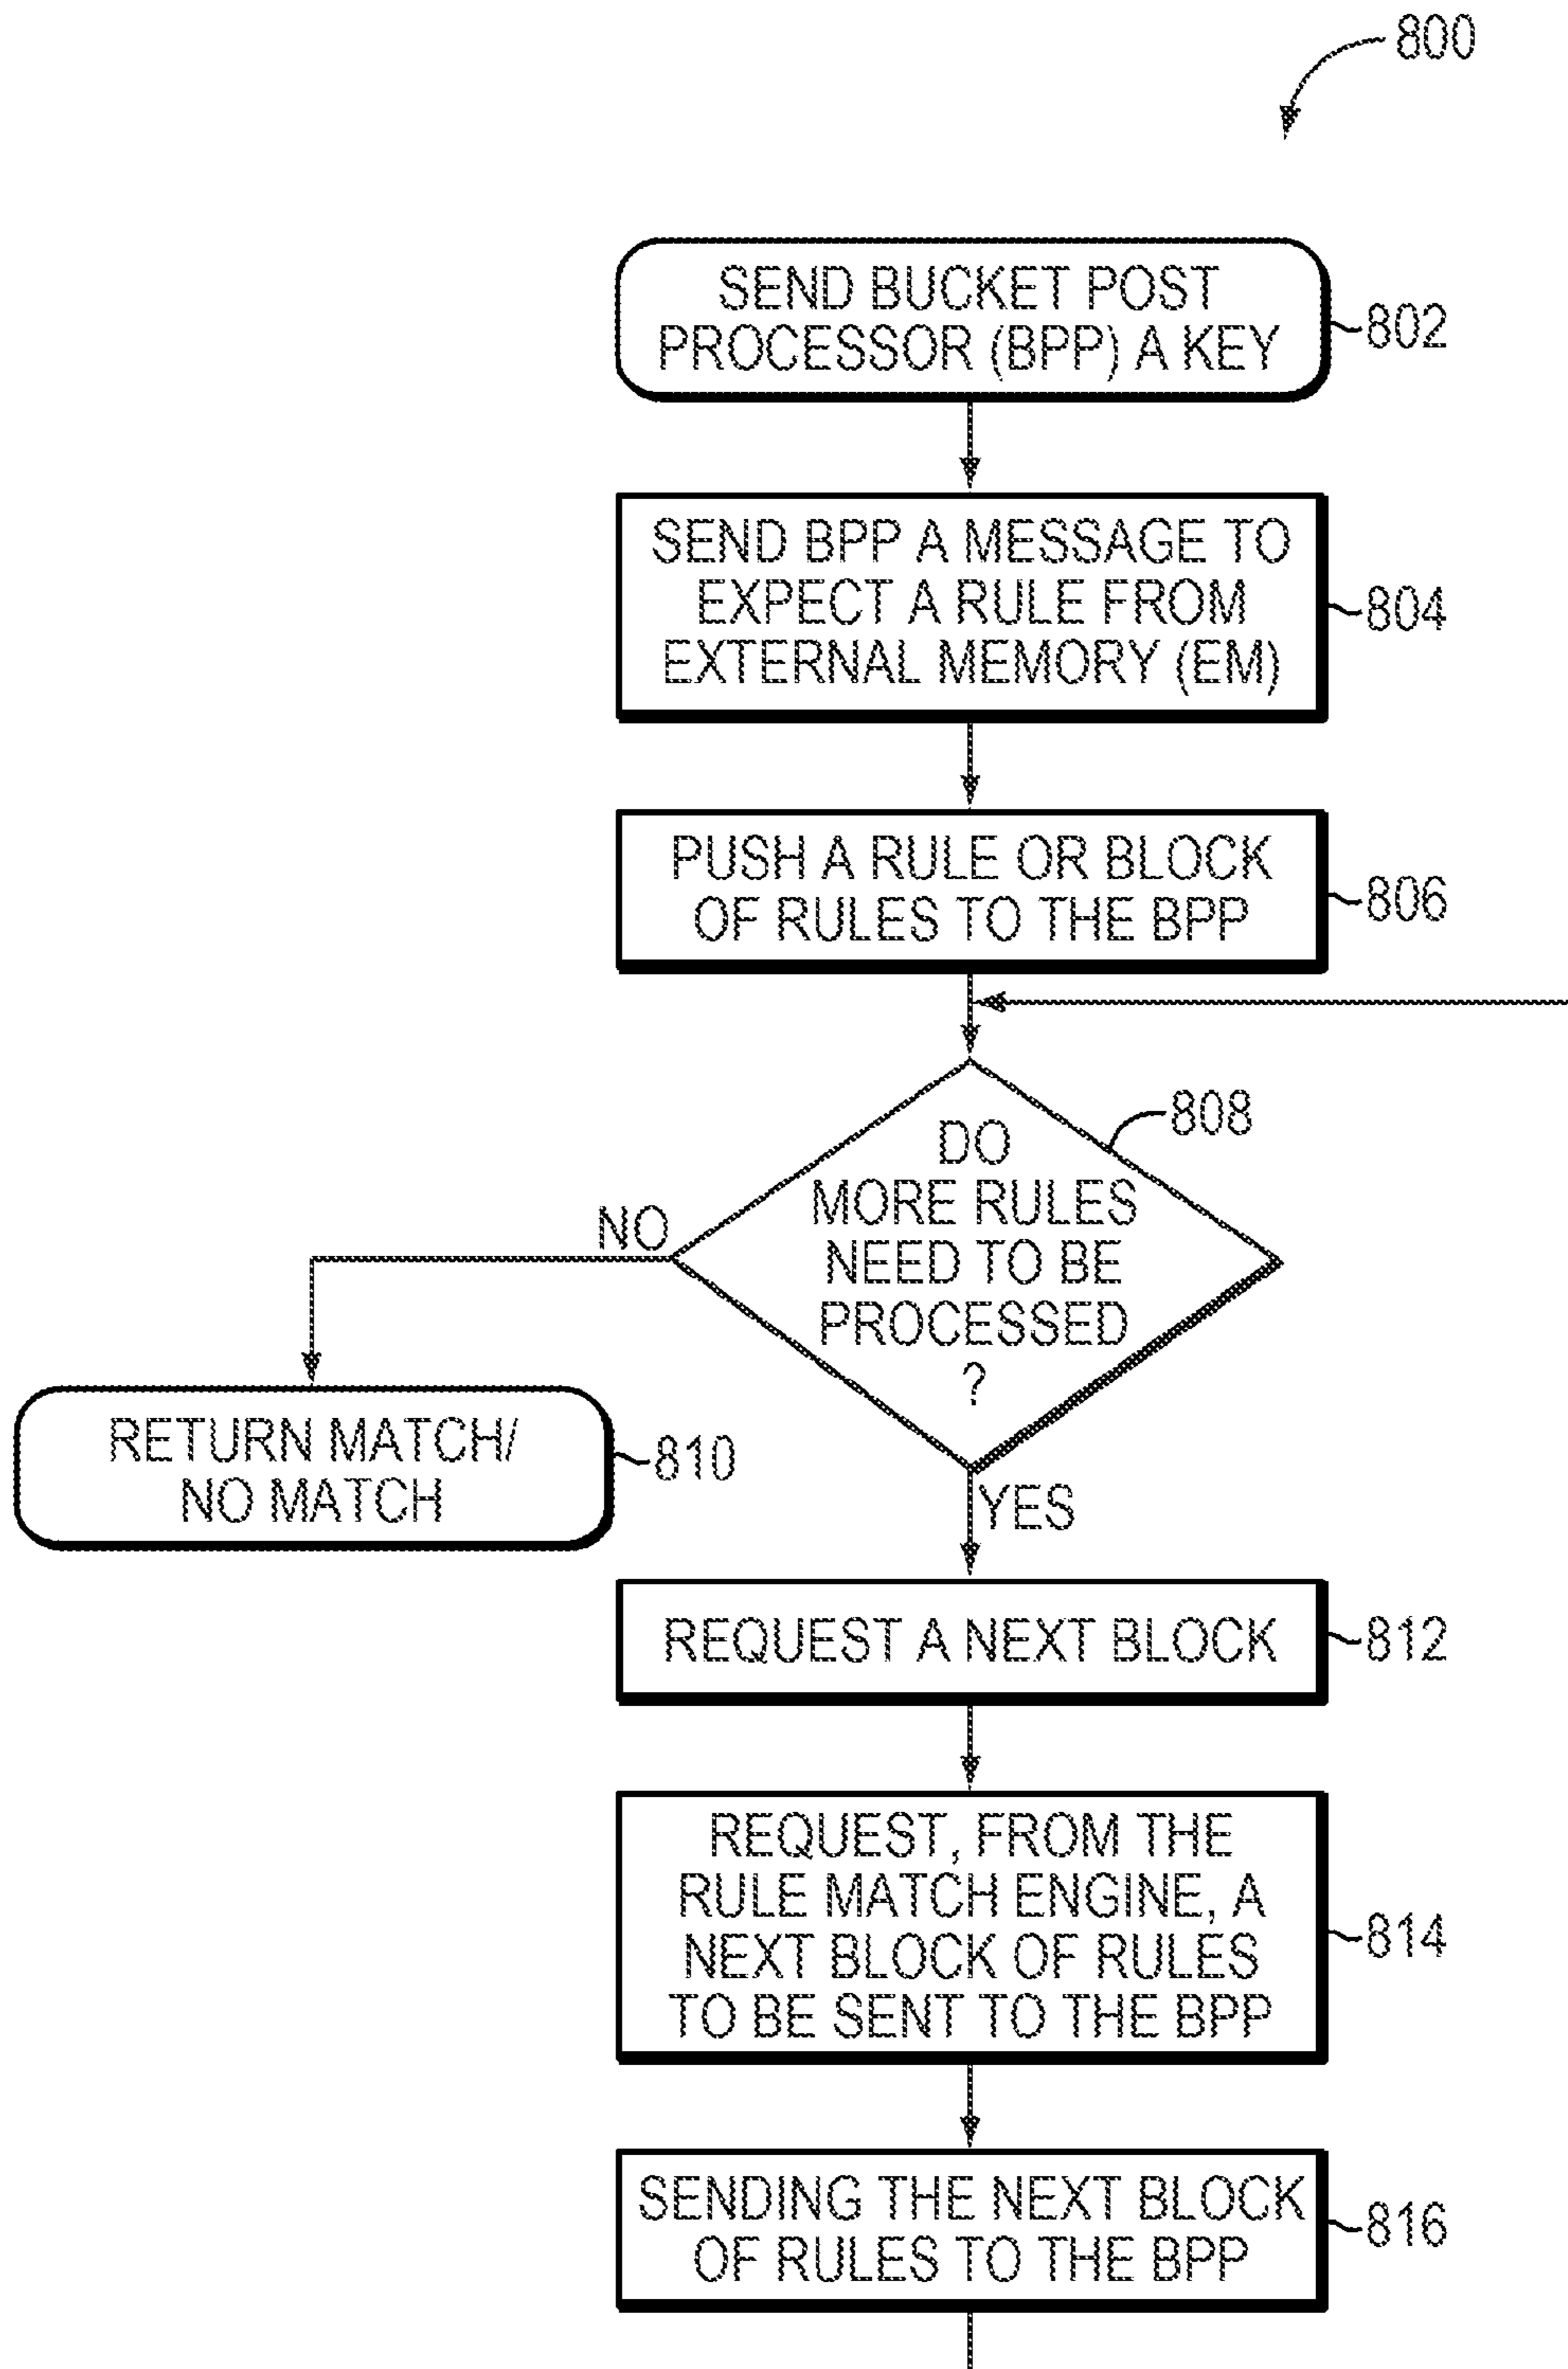 800
SEND BUCKET POST
PROCESSOR (BPP) A KEY
802
SEND BPP A MESSAGE TO
EXPECT A RULE FROM
EXTERNAL MEMORY (EM)
804
PUSH A RULE OR BLOCK
OF RULES TO THE BPP
806
DO
MORE RULES
NEED TO BE
PROCESSED
?
808
NO
RETURN MATCH/
NO MATCH
810
YES
REQUEST A NEXT BLOCK
812
REQUEST, FROM THE
RULE MATCH ENGINE, A
NEXT BLOCK OF RULES
TO BE SENT TO THE BPP
814
SENDING THE NEXT BLOCK
OF RULES TO THE BPP
816